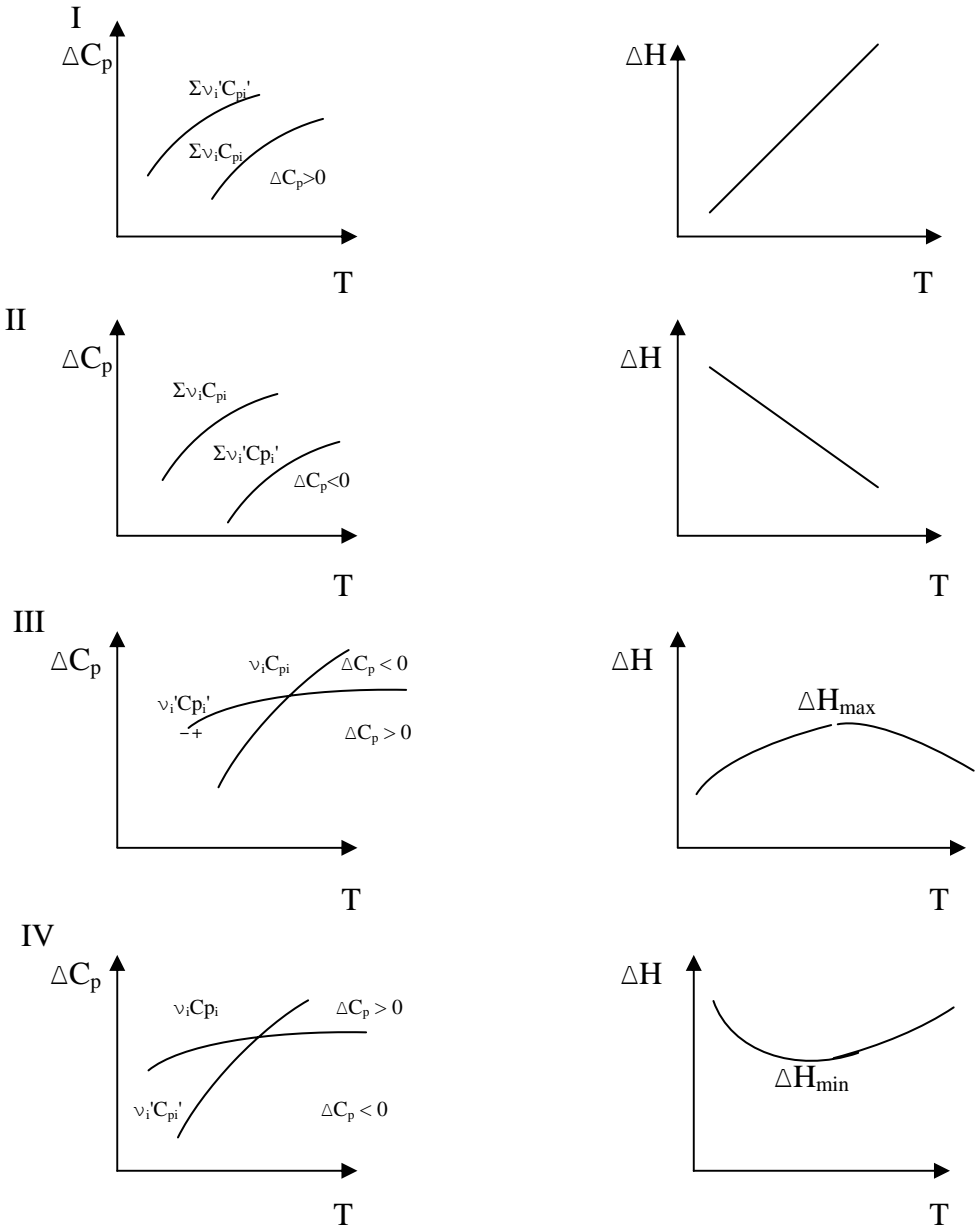 I
ΔCₚ
Σνᵢ'Cₚᵢ'
ΣνᵢCₚᵢ
ΔCₚ>0
T
ΔH
T
II
ΔCₚ
ΣνᵢCₚᵢ
Σνᵢ'Cpᵢ'
ΔCₚ<0
T
ΔH
T
III
ΔCₚ
νᵢCₚᵢ
ΔCₚ < 0
νᵢ'Cpᵢ'
−+
ΔCₚ > 0
T
ΔH
ΔHₘₐₓ
T
IV
ΔCₚ
νᵢCpᵢ
ΔCₚ > 0
νᵢ'Cₚᵢ'
ΔCₚ < 0
T
ΔH
ΔHₘᵢₙ
T